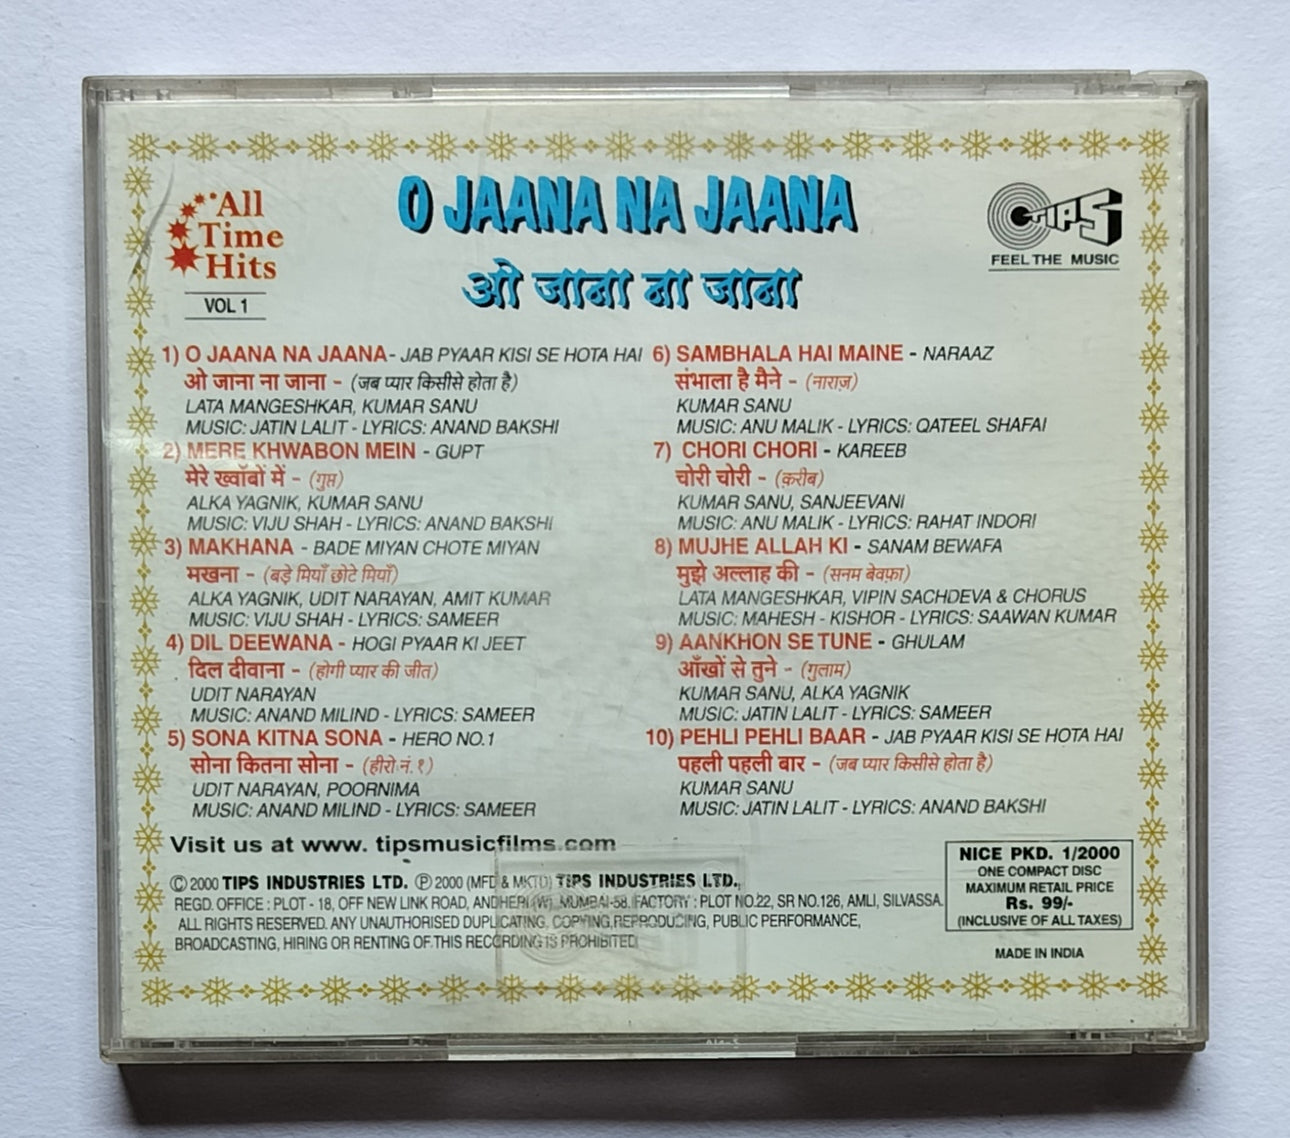 All
Time
Hits
VOL 1
O JAANA NA JAANA
ओ जाना ना जाना
TIPS
FEEL THE MUSIC
1) O JAANA NA JAANA- JAB PYAAR KISI SE HOTA HAI
ओ जाना ना जाना - (जब प्यार किसीसे होता है)
LATA MANGESHKAR, KUMAR SANU
MUSIC: JATIN LALIT - LYRICS: ANAND BAKSHI
2) MERE KHWABON MEIN - GUPT
मेरे ख्वाँबों में - (गुप्त)
ALKA YAGNIK, KUMAR SANU
MUSIC: VIJU SHAH - LYRICS: ANAND BAKSHI
3) MAKHANA - BADE MIYAN CHOTE MIYAN
मखना - (बड़े मियाँ छोटे मियाँ)
ALKA YAGNIK, UDIT NARAYAN, AMIT KUMAR
MUSIC: VIJU SHAH - LYRICS: SAMEER
4) DIL DEEWANA - HOGI PYAAR KI JEET
दिल दीवाना - (होगी प्यार की जीत)
UDIT NARAYAN
MUSIC: ANAND MILIND - LYRICS: SAMEER
5) SONA KITNA SONA - HERO NO.1
सोना कितना सोना - (हीरो नं. १)
UDIT NARAYAN, POORNIMA
MUSIC: ANAND MILIND - LYRICS: SAMEER
6) SAMBHALA HAI MAINE - NARAAZ
संभाला है मैने - (नाराज़)
KUMAR SANU
MUSIC: ANU MALIK - LYRICS: QATEEL SHAFAI
7) CHORI CHORI - KAREEB
चोरी चोरी - (क़रीब)
KUMAR SANU, SANJEEVANI
MUSIC: ANU MALIK - LYRICS: RAHAT INDORI
8) MUJHE ALLAH KI - SANAM BEWAFA
मुझे अल्लाह की - (सनम बेवफ़ा)
LATA MANGESHKAR, VIPIN SACHDEVA & CHORUS
MUSIC: MAHESH - KISHOR - LYRICS: SAAWAN KUMAR
9) AANKHON SE TUNE - GHULAM
आँखों से तुने - (गुलाम)
KUMAR SANU, ALKA YAGNIK
MUSIC: JATIN LALIT - LYRICS: SAMEER
10) PEHLI PEHLI BAAR - JAB PYAAR KISI SE HOTA HAI
पहली पहली बार - (जब प्यार किसीसे होता है)
KUMAR SANU
MUSIC: JATIN LALIT - LYRICS: ANAND BAKSHI
Visit us at www. tipsmusicfilms.com
© 2000 TIPS INDUSTRIES LTD. ℗ 2000 (MFD & MKTD) TIPS INDUSTRIES LTD.,
REGD. OFFICE : PLOT - 18, OFF NEW LINK ROAD, ANDHERI (W), MUMBAI-58. FACTORY : PLOT NO.22, SR NO.126, AMLI, SILVASSA.
ALL RIGHTS RESERVED. ANY UNAUTHORISED DUPLICATING, COPYING, REPRODUCING, PUBLIC PERFORMANCE,
BROADCASTING, HIRING OR RENTING OF THIS RECORDING IS PROHIBITED
NICE PKD. 1/2000
ONE COMPACT DISC
MAXIMUM RETAIL PRICE
Rs. 99/-
(INCLUSIVE OF ALL TAXES)
MADE IN INDIA